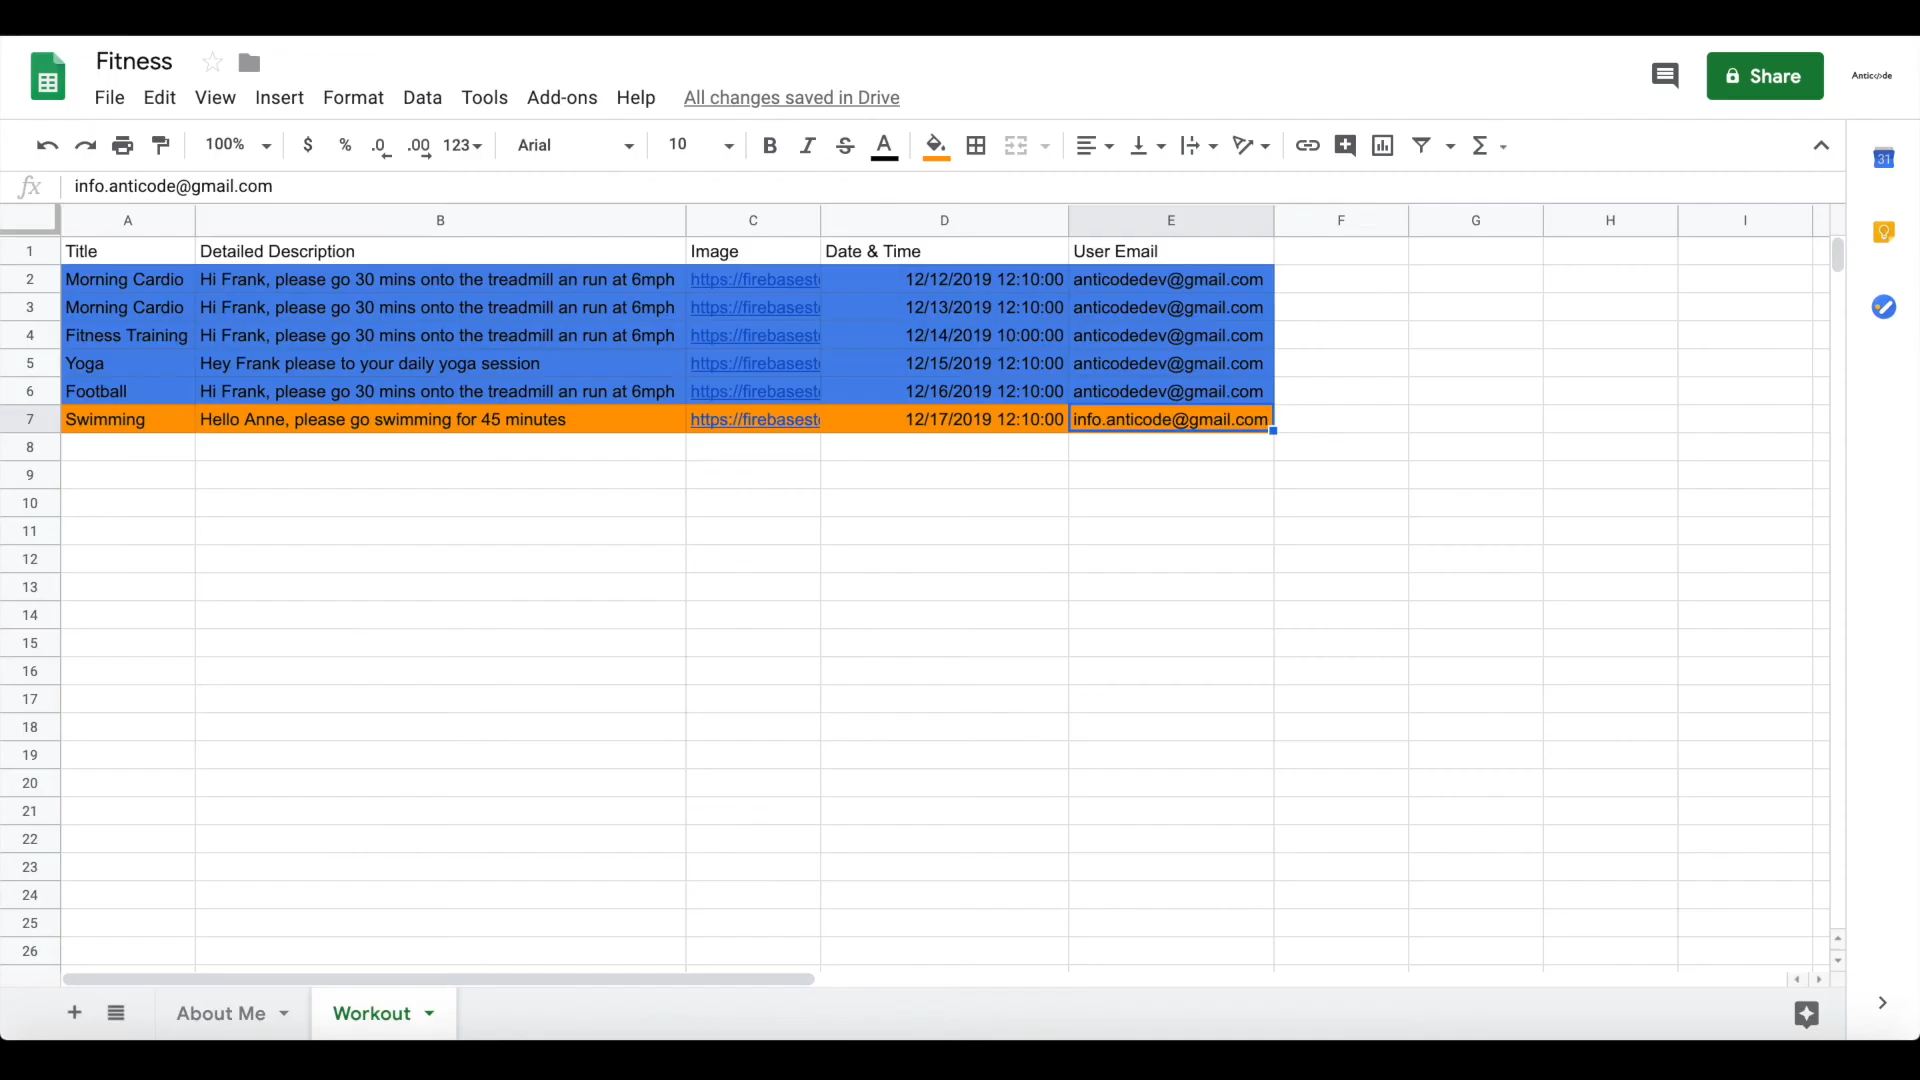 Fitness
File Edit View Insert Format Data Tools Add-ons Help All changes saved in Drive
Share
Antic</>de
100% $ % .0 .00 123 Arial 10 B I S A Σ
31
fx info.anticode@gmail.com
A B C D E F G H I
1 Title Detailed Description Image Date & Time User Email
2 Morning Cardio Hi Frank, please go 30 mins onto the treadmill an run at 6mph https://firebasest 12/12/2019 12:10:00 anticodedev@gmail.com
3 Morning Cardio Hi Frank, please go 30 mins onto the treadmill an run at 6mph https://firebasest 12/13/2019 12:10:00 anticodedev@gmail.com
4 Fitness Training Hi Frank, please go 30 mins onto the treadmill an run at 6mph https://firebasest 12/14/2019 10:00:00 anticodedev@gmail.com
5 Yoga Hey Frank please to your daily yoga session https://firebasest 12/15/2019 12:10:00 anticodedev@gmail.com
6 Football Hi Frank, please go 30 mins onto the treadmill an run at 6mph https://firebasest 12/16/2019 12:10:00 anticodedev@gmail.com
7 Swimming Hello Anne, please go swimming for 45 minutes https://firebasest 12/17/2019 12:10:00 info.anticode@gmail.com
8
9
10
11
12
13
14
15
16
17
18
19
20
21
22
23
24
25
26
About Me Workout